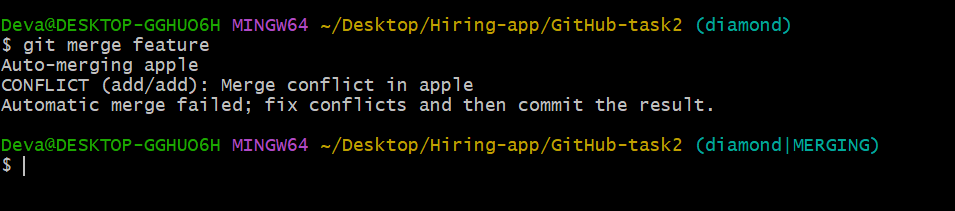 Deva@DESKTOP-GGHUO6H MINGW64 ~/Desktop/Hiring-app/GitHub-task2 (diamond)
$ git merge feature
Auto-merging apple
CONFLICT (add/add): Merge conflict in apple
Automatic merge failed; fix conflicts and then commit the result.
Deva@DESKTOP-GGHUO6H MINGW64 ~/Desktop/Hiring-app/GitHub-task2 (diamond|MERGING)
$